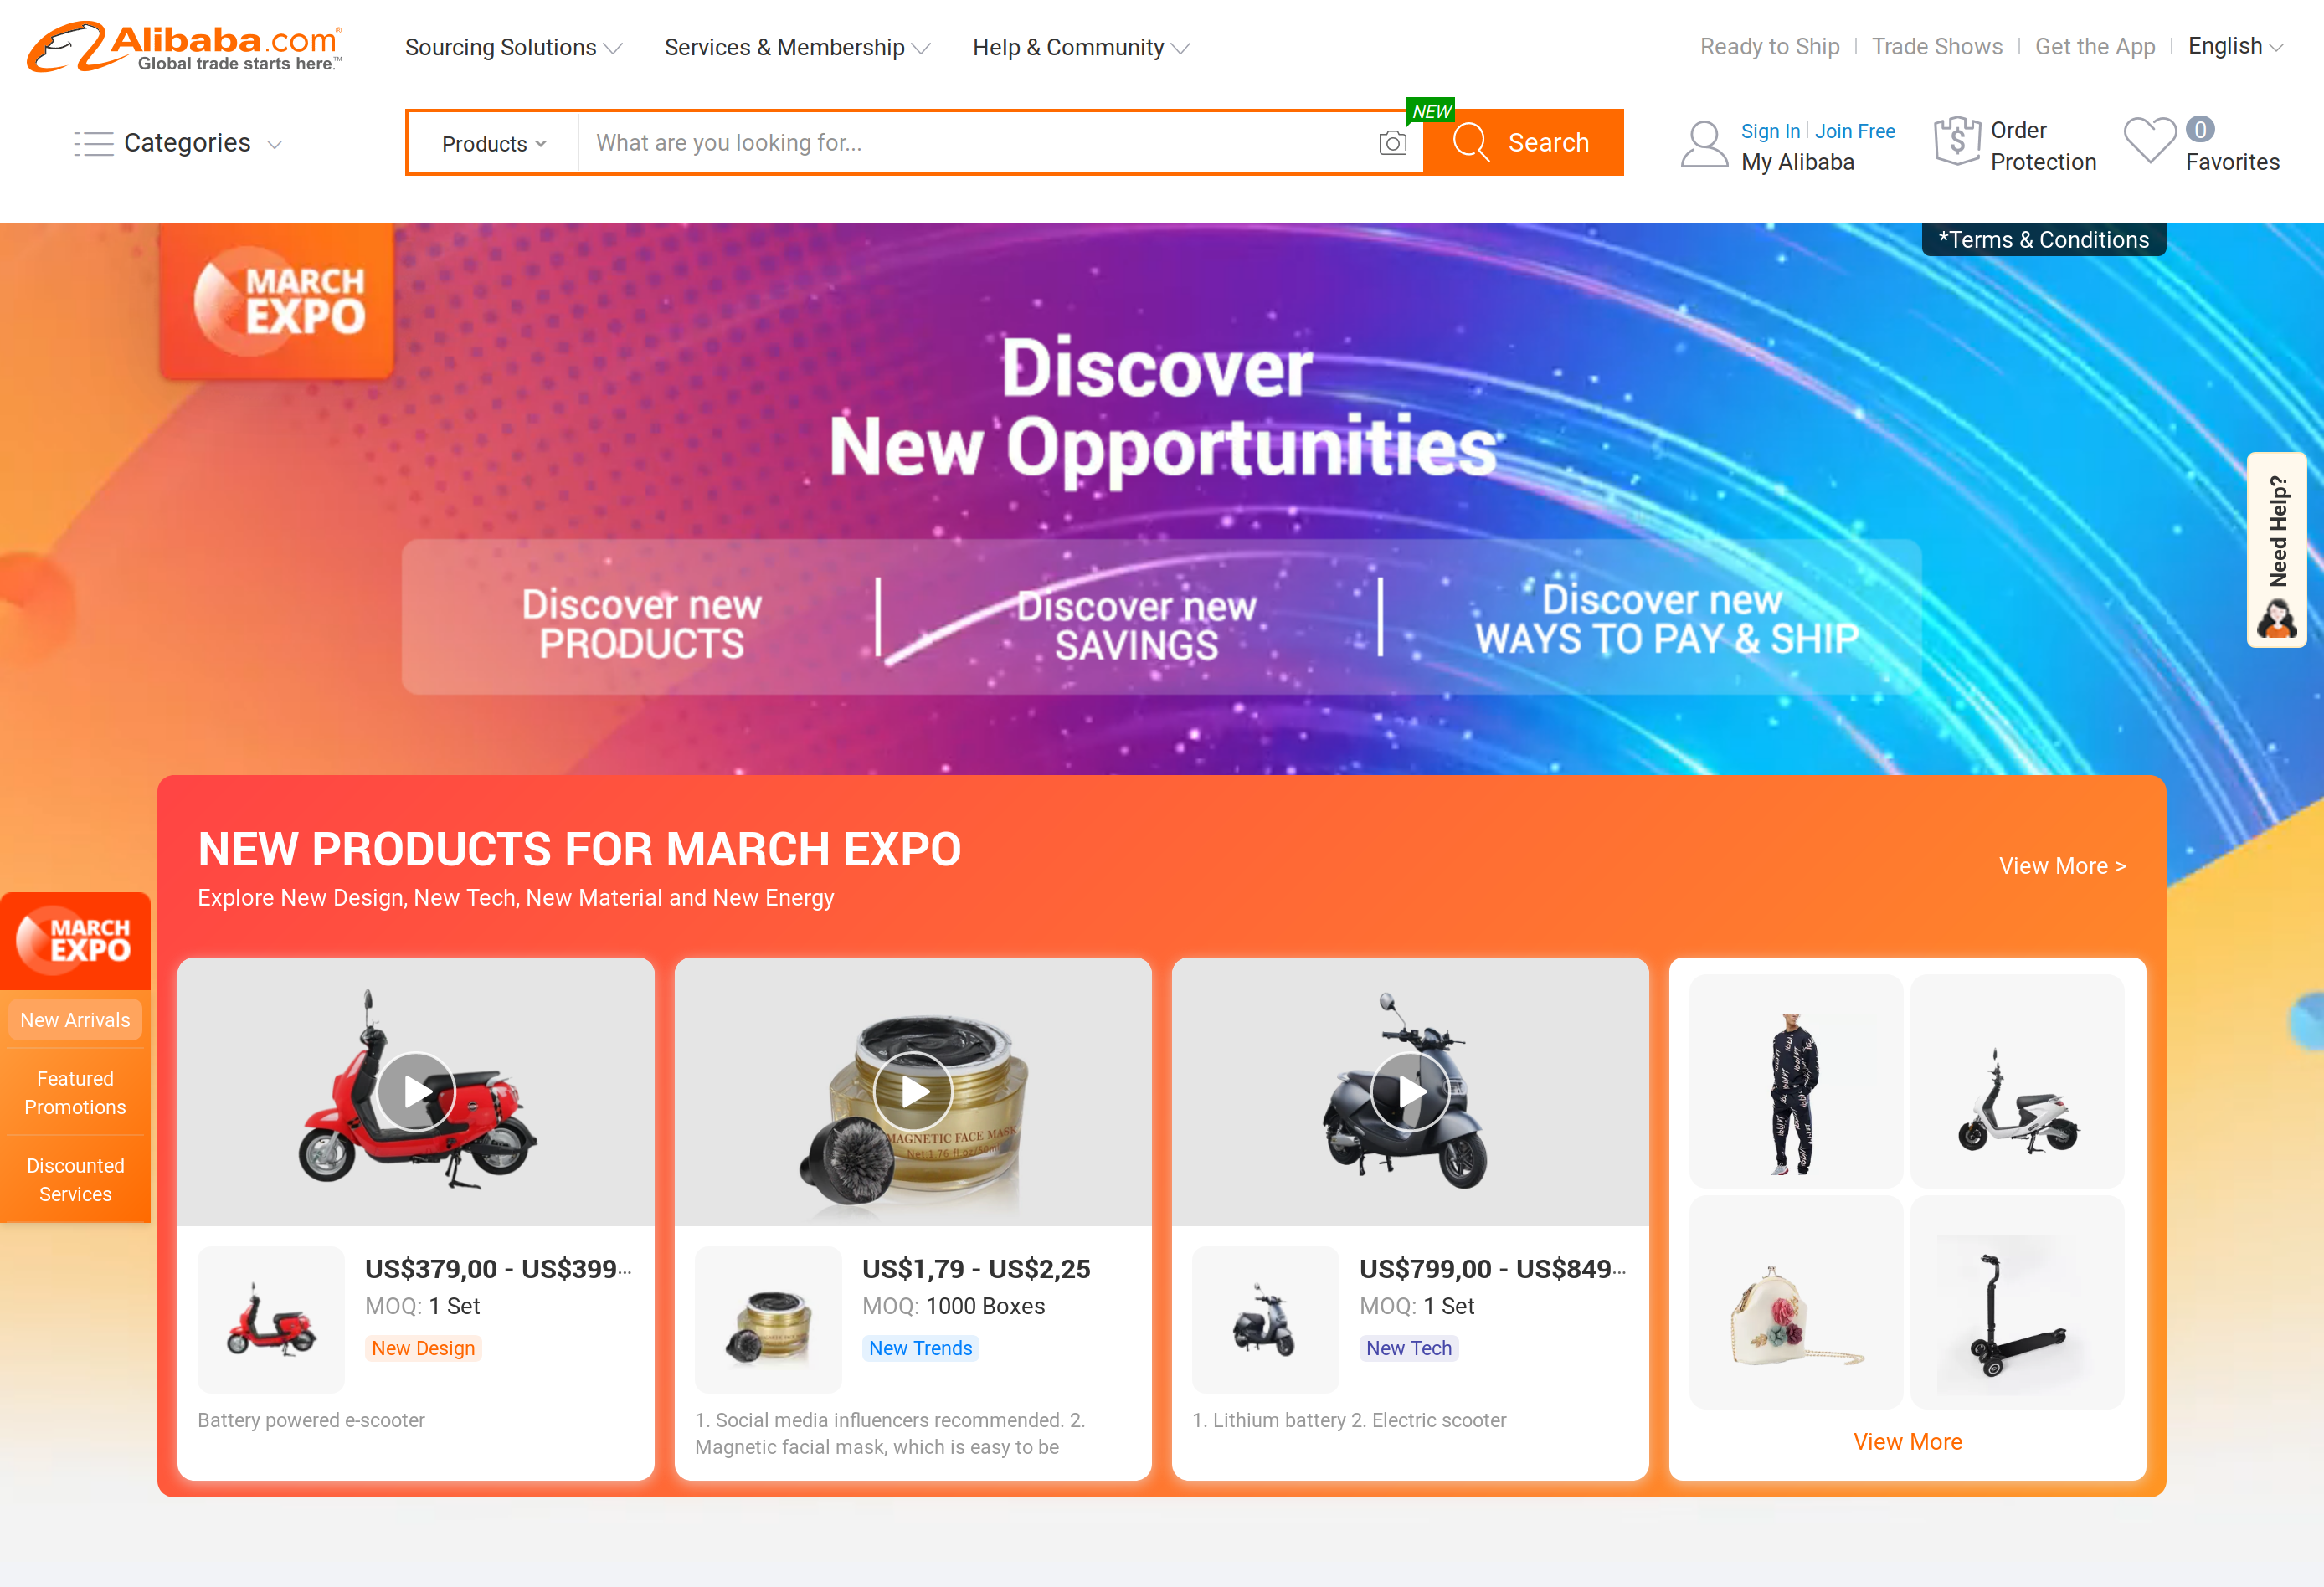 Alibaba.com®
Global trade starts here.™
Sourcing Solutions
Services & Membership
Help & Community
Ready to Ship
Trade Shows
Get the App
English
Categories
Products
What are you looking for...
NEW
Search
Sign In
Join Free
My Alibaba
Order
Protection
0
Favorites
MARCH
EXPO
*Terms & Conditions
Discover
New Opportunities
Discover new
PRODUCTS
Discover new
SAVINGS
Discover new
WAYS TO PAY & SHIP
Need Help?
NEW PRODUCTS FOR MARCH EXPO
Explore New Design, New Tech, New Material and New Energy
View More >
MARCH
EXPO
New Arrivals
Featured
Promotions
Discounted
Services
MAGNETIC FACE MASK
Net:1.76 fl oz/50ml
US$379,00 - US$399...
MOQ: 1 Set
New Design
Battery powered e-scooter
US$1,79 - US$2,25
MOQ: 1000 Boxes
New Trends
1. Social media influencers recommended. 2.
Magnetic facial mask, which is easy to be
US$799,00 - US$849...
MOQ: 1 Set
New Tech
1. Lithium battery 2. Electric scooter
View More